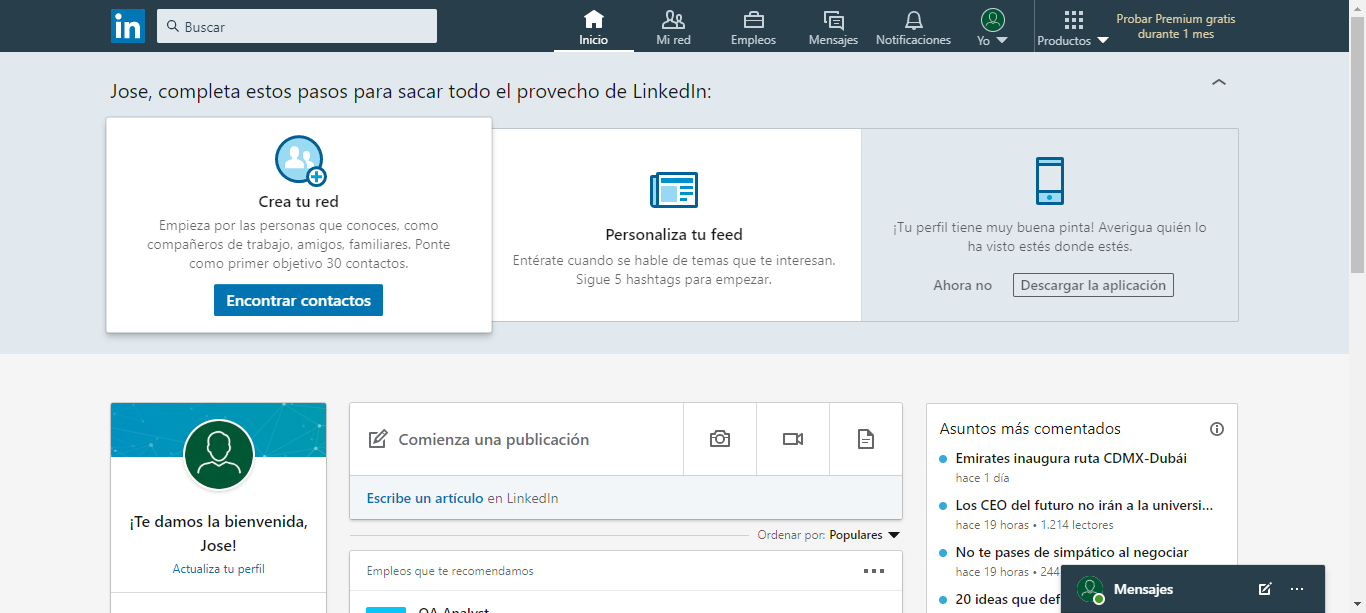 in
Buscar
Inicio
Mi red
Empleos
Mensajes
Notificaciones
Yo
Productos
Probar Premium gratis
durante 1 mes
Jose, completa estos pasos para sacar todo el provecho de LinkedIn:
Crea tu red
Empieza por las personas que conoces, como
compañeros de trabajo, amigos, familiares. Ponte
como primer objetivo 30 contactos.
Encontrar contactos
Personaliza tu feed
Entérate cuando se hable de temas que te interesan.
Sigue 5 hashtags para empezar.
¡Tu perfil tiene muy buena pinta! Averigua quién lo
ha visto estés donde estés.
Ahora no
Descargar la aplicación
¡Te damos la bienvenida,
Jose!
Actualiza tu perfil
Comienza una publicación
Escribe un artículo en LinkedIn
Ordenar por: Populares
Empleos que te recomendamos
QA Analyst
Asuntos más comentados
Emirates inaugura ruta CDMX-Dubái
hace 1 día
Los CEO del futuro no irán a la universi...
hace 19 horas • 1.214 lectores
No te pases de simpático al negociar
hace 19 horas • 244
20 ideas que def
Mensajes